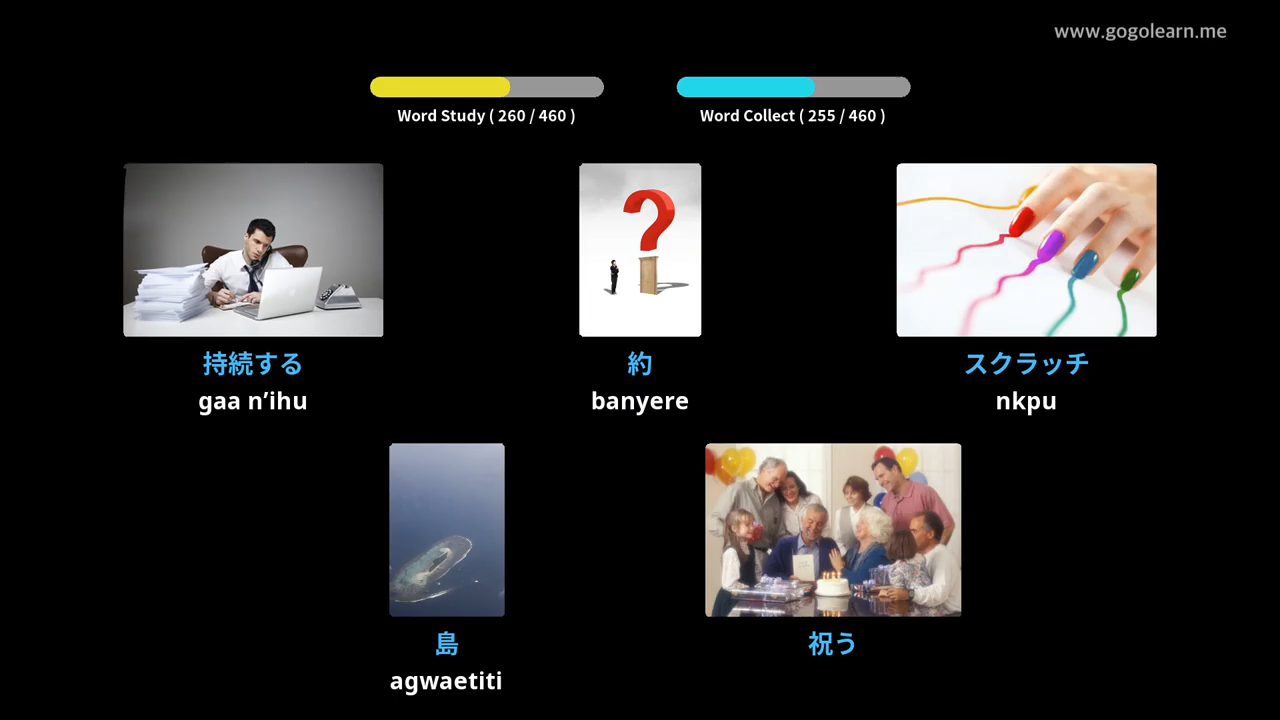 www.gogolearn.me
Word Study ( 260 / 460 )
Word Collect ( 255 / 460 )
持続する
gaa n’ihu
約
banyere
スクラッチ
nkpu
島
agwaetiti
祝う